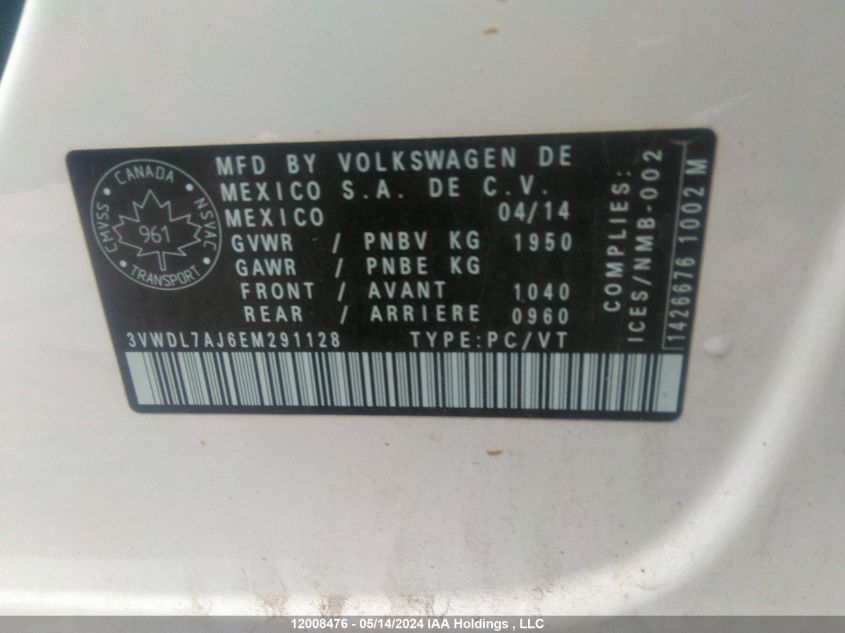 CANADA
CMVSS
NSVAC
961
TRANSPORT
MFD BY VOLKSWAGEN DE
MEXICO S.A. DE C.V.
MEXICO 04/14
GVWR / PNBV KG 1950
GAWR / PNBE KG
FRONT / AVANT 1040
REAR / ARRIERE 0960
3VWDL7AJ6EM291128 TYPE:PC/VT
COMPLIES:
ICES/NMB-002
1426676 1002 M
12008476 - 05/14/2024 IAA Holdings , LLC